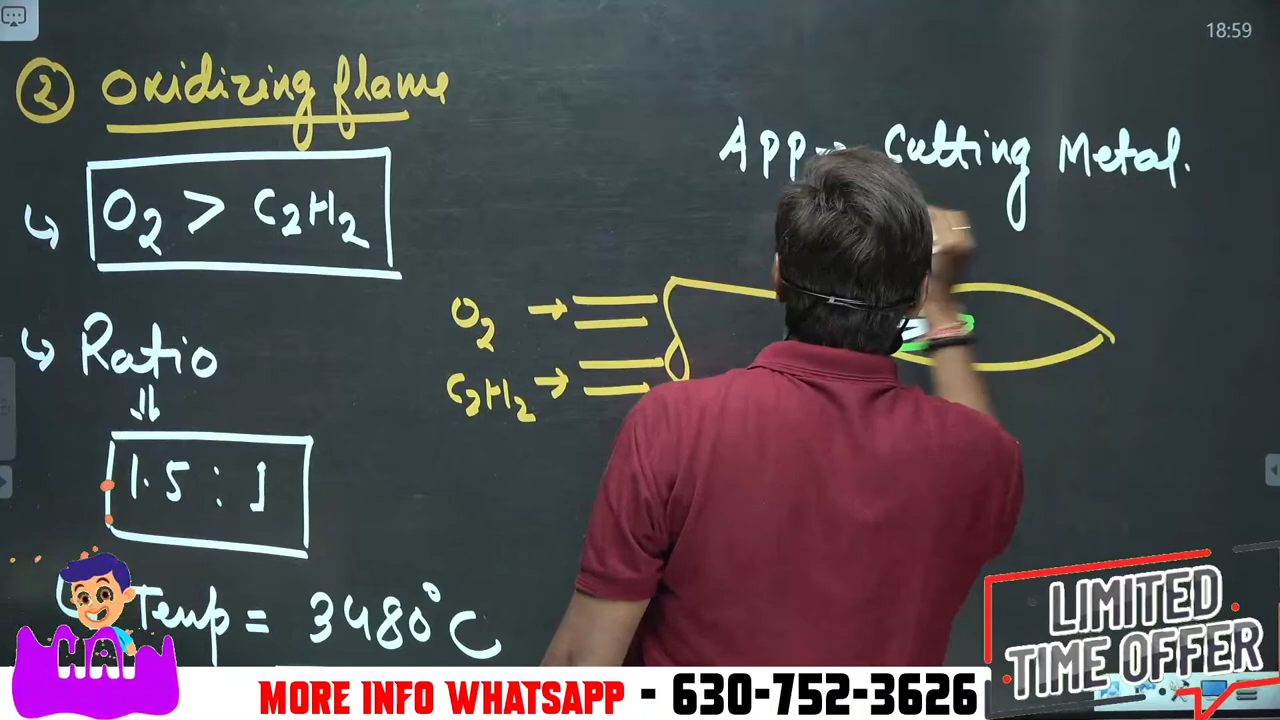 18:59
② Oxidizing flame
App → Cutting Metal.
↳ O₂ > C₂H₂
O₂ →
C₂H₂ →
↳ Ratio
⇓
1.5 : 1
↳ Temp = 3480°C
HAI
MORE INFO WHATSAPP - 630-752-3626
LIMITED
TIME OFFER